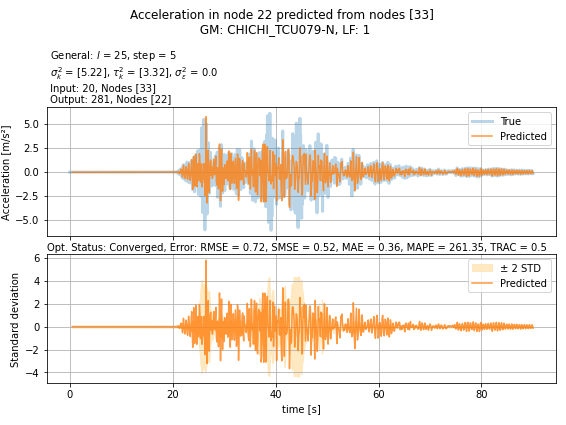 Acceleration in node 22 predicted from nodes [33]
GM: CHICHI_TCU079-N, LF: 1
General: l = 25, step = 5
σ²ₖ = [5.22], τ²ₖ = [3.32], σ²ε = 0.0
Input: 20, Nodes [33]
Output: 281, Nodes [22]
Acceleration [m/s²]
5.0
2.5
0.0
−2.5
−5.0
True
Predicted
Opt. Status: Converged, Error: RMSE = 0.72, SMSE = 0.52, MAE = 0.36, MAPE = 261.35, TRAC = 0.5
Standard deviation
6
4
2
0
−2
−4
± 2 STD
Predicted
0 20 40 60 80
time [s]